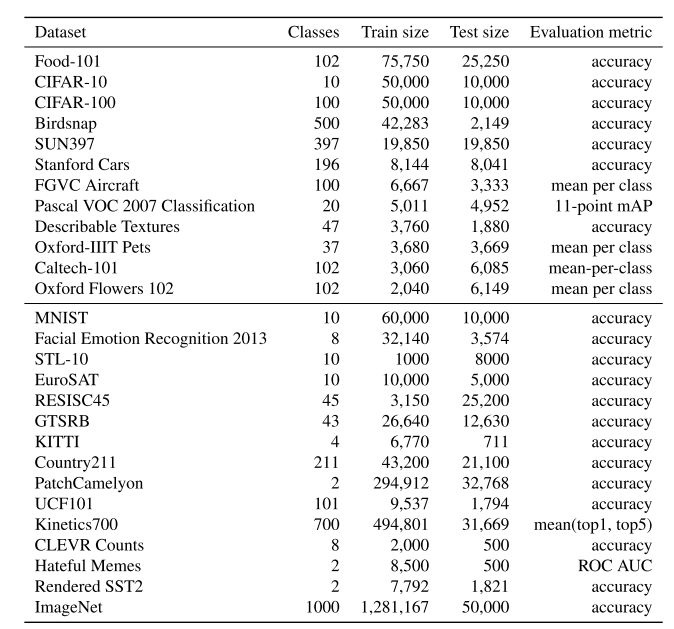 Dataset Classes Train size Test size Evaluation metric
Food-101 102 75,750 25,250 accuracy
CIFAR-10 10 50,000 10,000 accuracy
CIFAR-100 100 50,000 10,000 accuracy
Birdsnap 500 42,283 2,149 accuracy
SUN397 397 19,850 19,850 accuracy
Stanford Cars 196 8,144 8,041 accuracy
FGVC Aircraft 100 6,667 3,333 mean per class
Pascal VOC 2007 Classification 20 5,011 4,952 11-point mAP
Describable Textures 47 3,760 1,880 accuracy
Oxford-IIIT Pets 37 3,680 3,669 mean per class
Caltech-101 102 3,060 6,085 mean-per-class
Oxford Flowers 102 102 2,040 6,149 mean per class
MNIST 10 60,000 10,000 accuracy
Facial Emotion Recognition 2013 8 32,140 3,574 accuracy
STL-10 10 1000 8000 accuracy
EuroSAT 10 10,000 5,000 accuracy
RESISC45 45 3,150 25,200 accuracy
GTSRB 43 26,640 12,630 accuracy
KITTI 4 6,770 711 accuracy
Country211 211 43,200 21,100 accuracy
PatchCamelyon 2 294,912 32,768 accuracy
UCF101 101 9,537 1,794 accuracy
Kinetics700 700 494,801 31,669 mean(top1, top5)
CLEVR Counts 8 2,000 500 accuracy
Hateful Memes 2 8,500 500 ROC AUC
Rendered SST2 2 7,792 1,821 accuracy
ImageNet 1000 1,281,167 50,000 accuracy